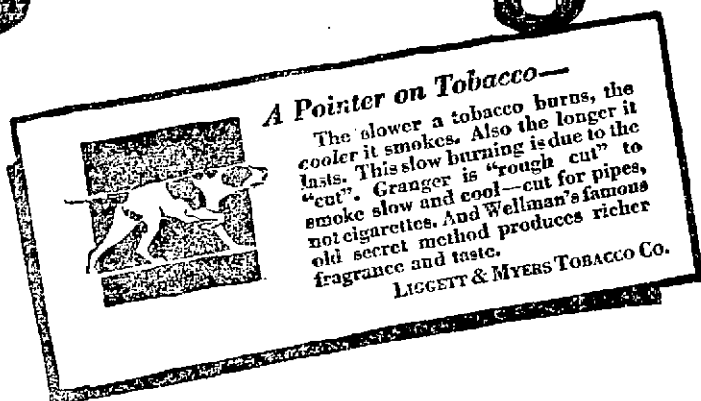 A Pointer on Tobacco—
The slower a tobacco burns, the
cooler it smokes. Also the longer it
lasts. This slow burning is due to the
"cut". Granger is "rough cut" to
smoke slow and cool—cut for pipes,
not cigarettes. And Wellman's famous
old secret method produces richer
fragrance and taste.
LIGGETT & MYERS TOBACCO CO.